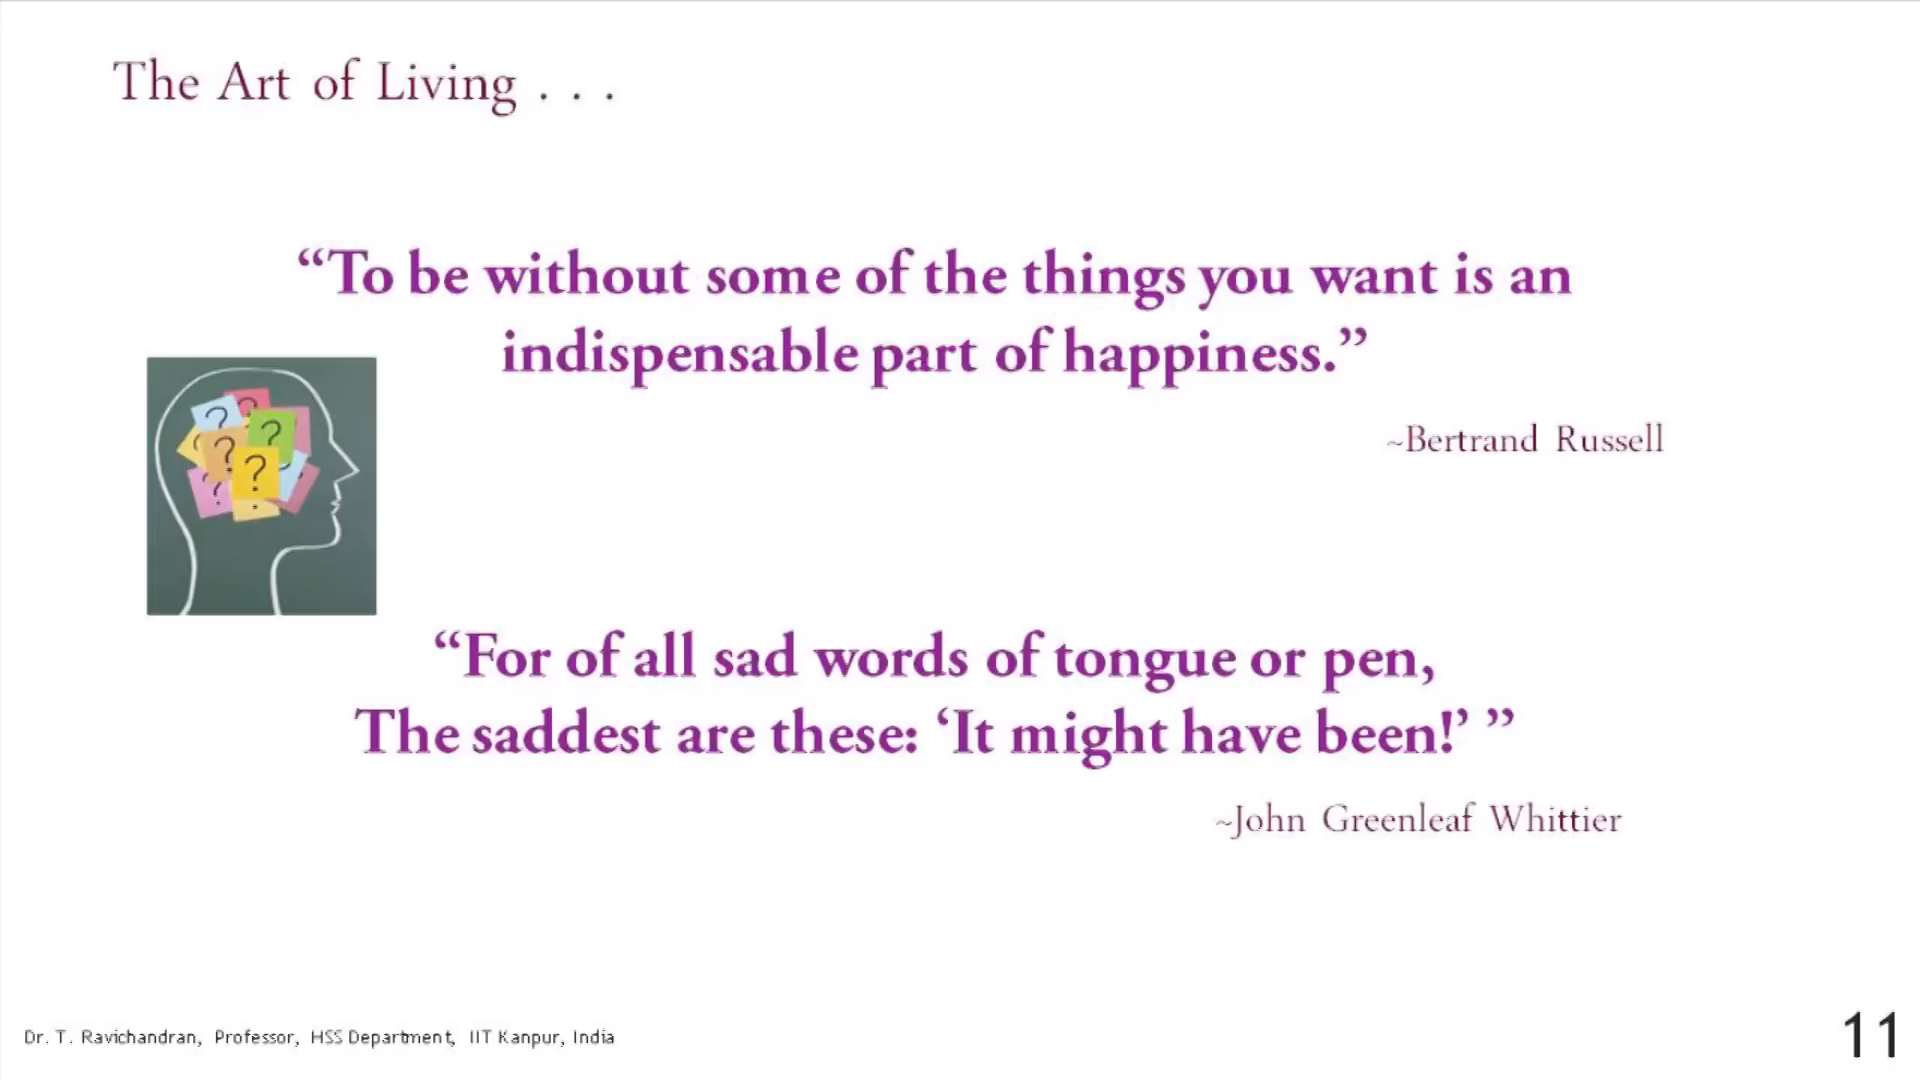 The Art of Living . . .
“To be without some of the things you want is an
indispensable part of happiness.”
~Bertrand Russell
? ? ? ? ? ?
“For of all sad words of tongue or pen,
The saddest are these: ‘It might have been!’ ”
~John Greenleaf Whittier
Dr. T. Ravichandran, Professor, HSS Department, IIT Kanpur, India
11